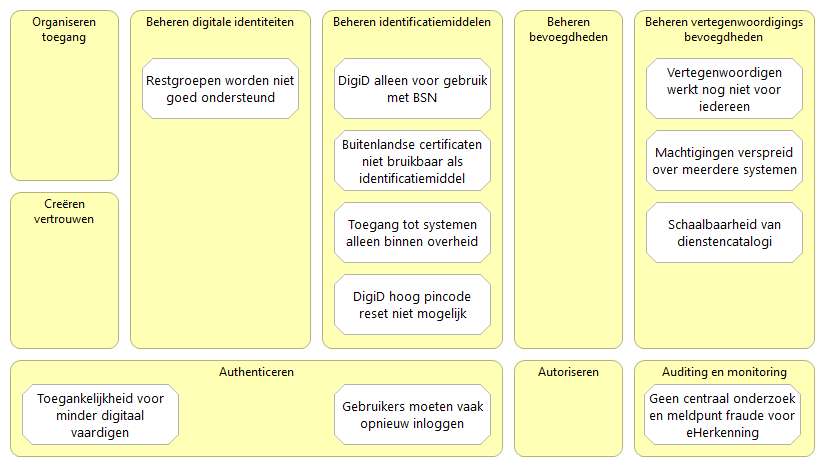 Organiseren
toegang
Creëren
vertrouwen
Beheren digitale identiteiten
Restgroepen worden niet
goed ondersteund
Beheren identificatiemiddelen
DigiD alleen voor gebruik
met BSN
Buitenlandse certificaten
niet bruikbaar als
identificatiemiddel
Toegang tot systemen
alleen binnen overheid
DigiD hoog pincode
reset niet mogelijk
Beheren
bevoegdheden
Beheren vertegenwoordigings
bevoegdheden
Vertegenwoordigen
werkt nog niet voor
iedereen
Machtigingen verspreid
over meerdere systemen
Schaalbaarheid van
dienstencatalogi
Authenticeren
Toegankelijkheid voor
minder digitaal
vaardigen
Gebruikers moeten vaak
opnieuw inloggen
Autoriseren
Auditing en monitoring
Geen centraal onderzoek
en meldpunt fraude voor
eHerkenning